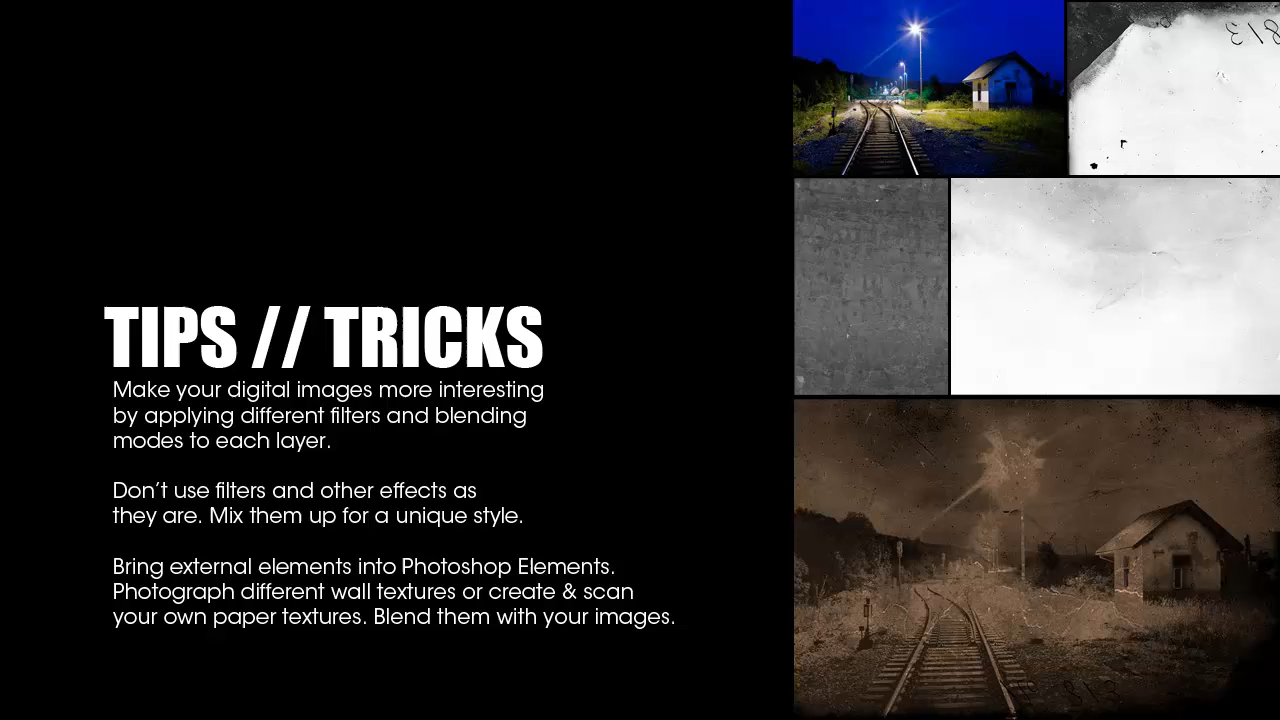 TIPS // TRICKS
Make your digital images more interesting
by applying different filters and blending
modes to each layer.
Don’t use filters and other effects as
they are. Mix them up for a unique style.
Bring external elements into Photoshop Elements.
Photograph different wall textures or create & scan
your own paper textures. Blend them with your images.
813